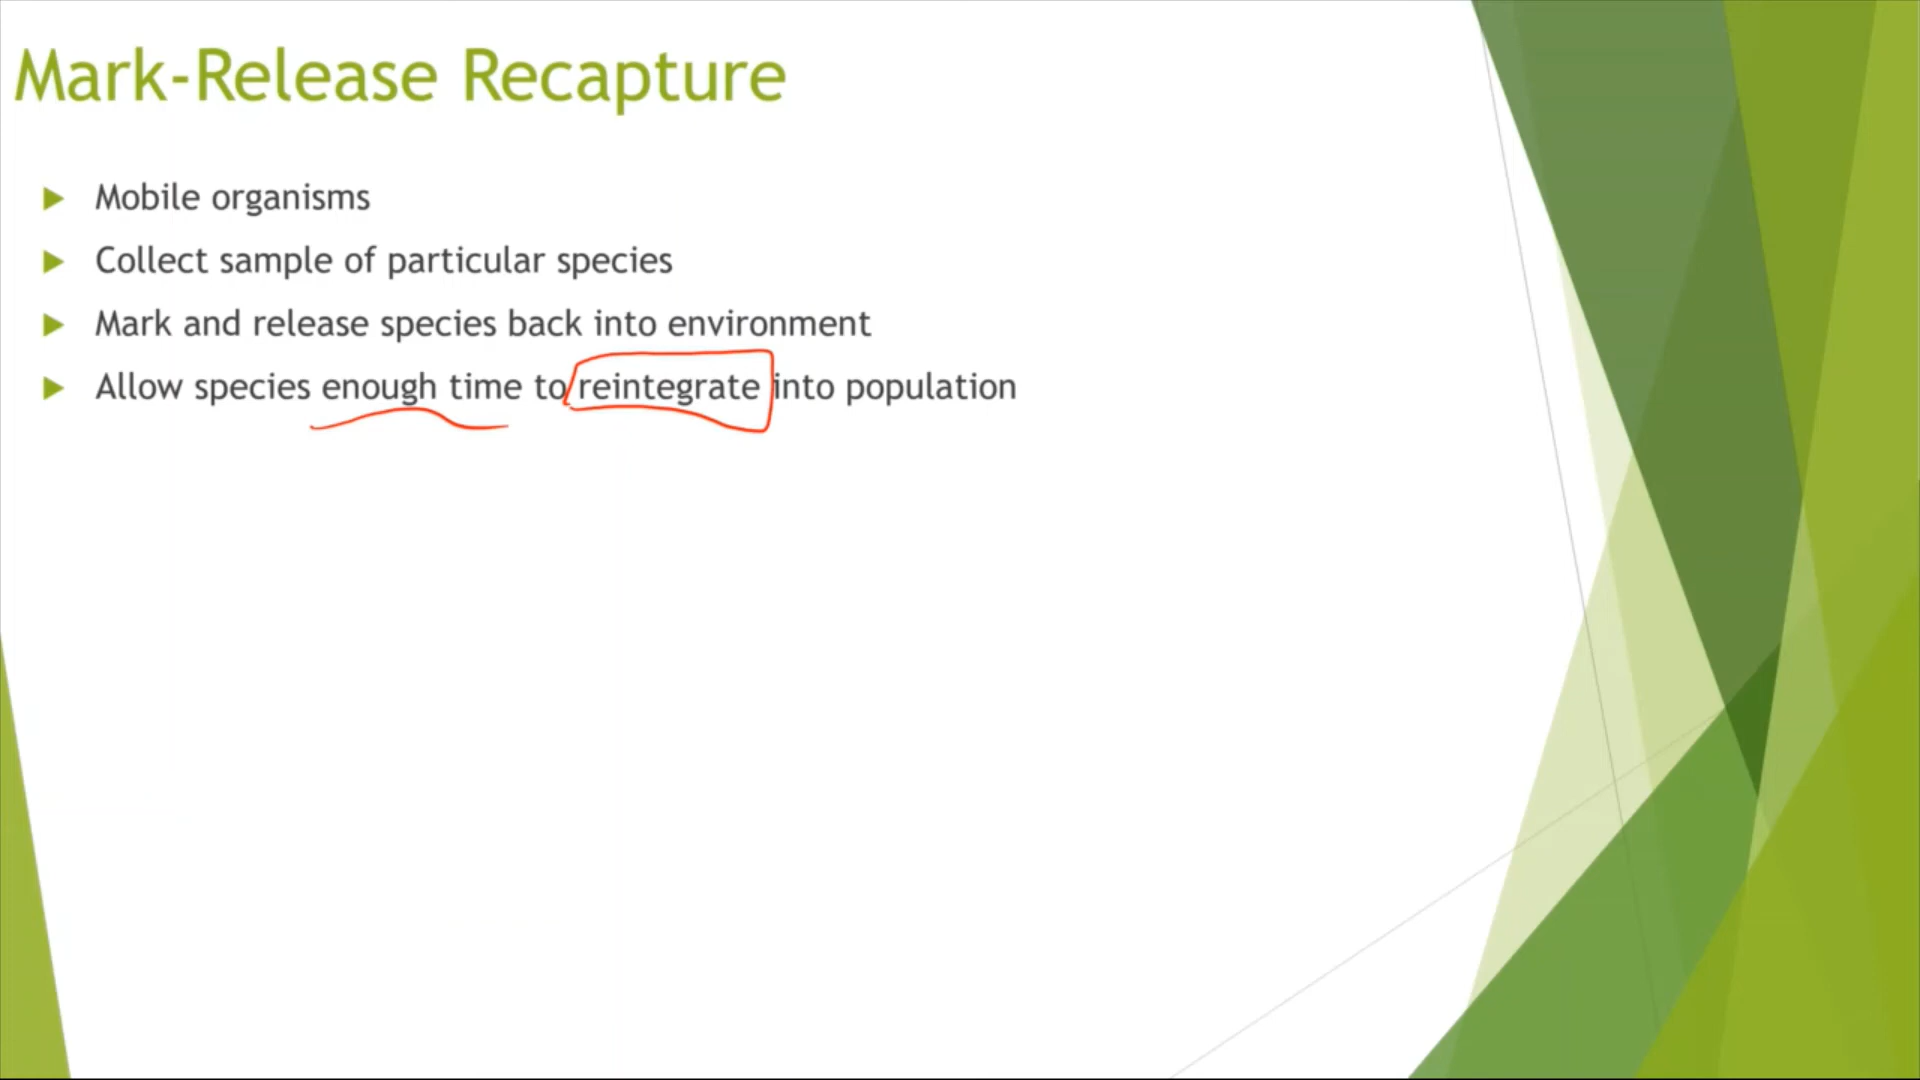 Mark-Release Recapture
Mobile organisms
Collect sample of particular species
Mark and release species back into environment
Allow species enough time to reintegrate into population